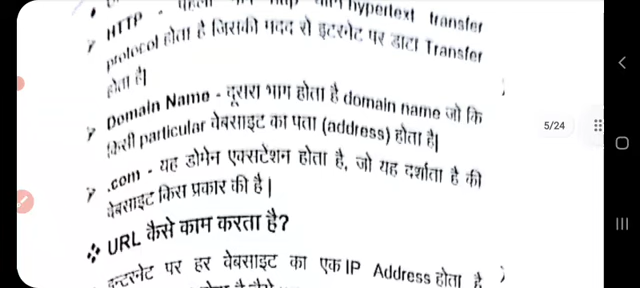 HTTP - पहला hypertext transfer
protocol होता है जिसकी मदद से इंटरनेट पर डाटा Transfer
होता है|
Domain Name - दूसरा भाग होता है domain name जो कि
किसी particular वेबसाइट का पता (address) होता है|
.com - यह डोमेन एक्सटेंशन होता है, जो यह दर्शाता है की
वेबसाइट किस प्रकार की है |
5/24
❖ URL कैसे काम करता है?
इन्टरनेट पर हर वेबसाइट का एक IP Address होता है